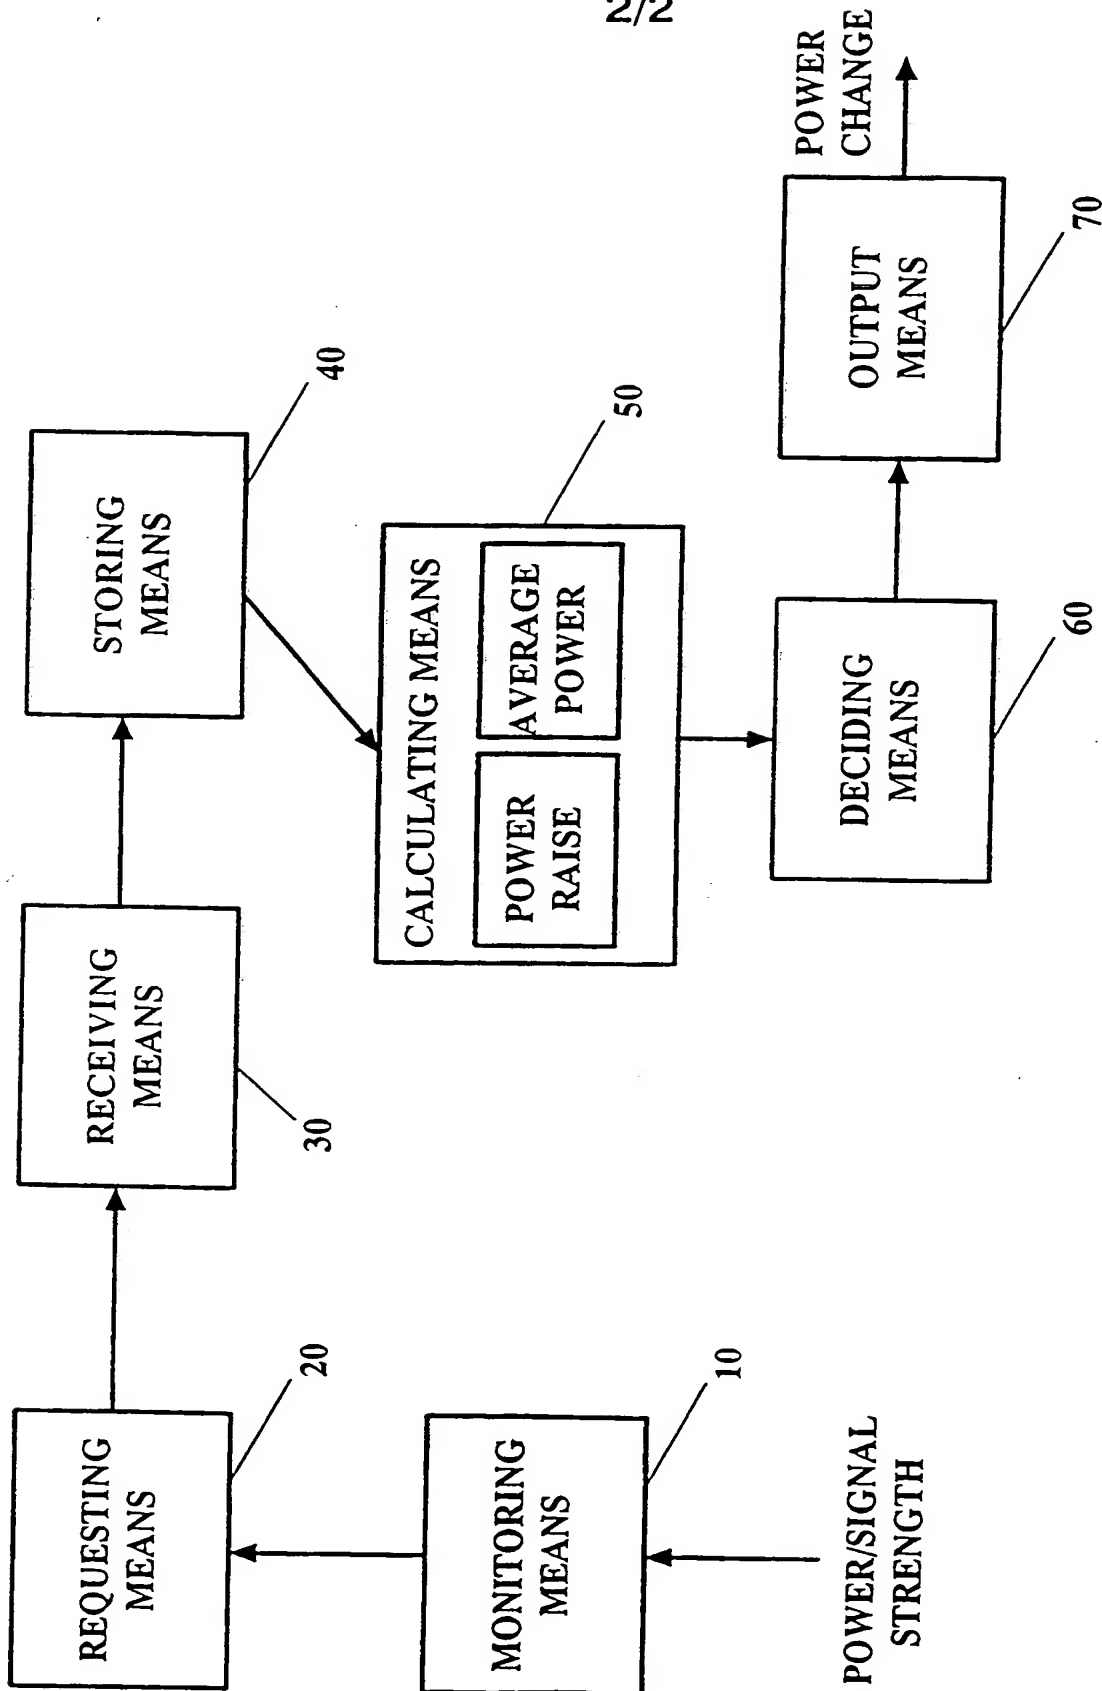 2/2
REQUESTING
MEANS
20
RECEIVING
MEANS
30
STORING
MEANS
40
MONITORING
MEANS
10
POWER/SIGNAL
STRENGTH
CALCULATING MEANS
POWER
RAISE
AVERAGE
POWER
50
DECIDING
MEANS
60
OUTPUT
MEANS
70
POWER
CHANGE